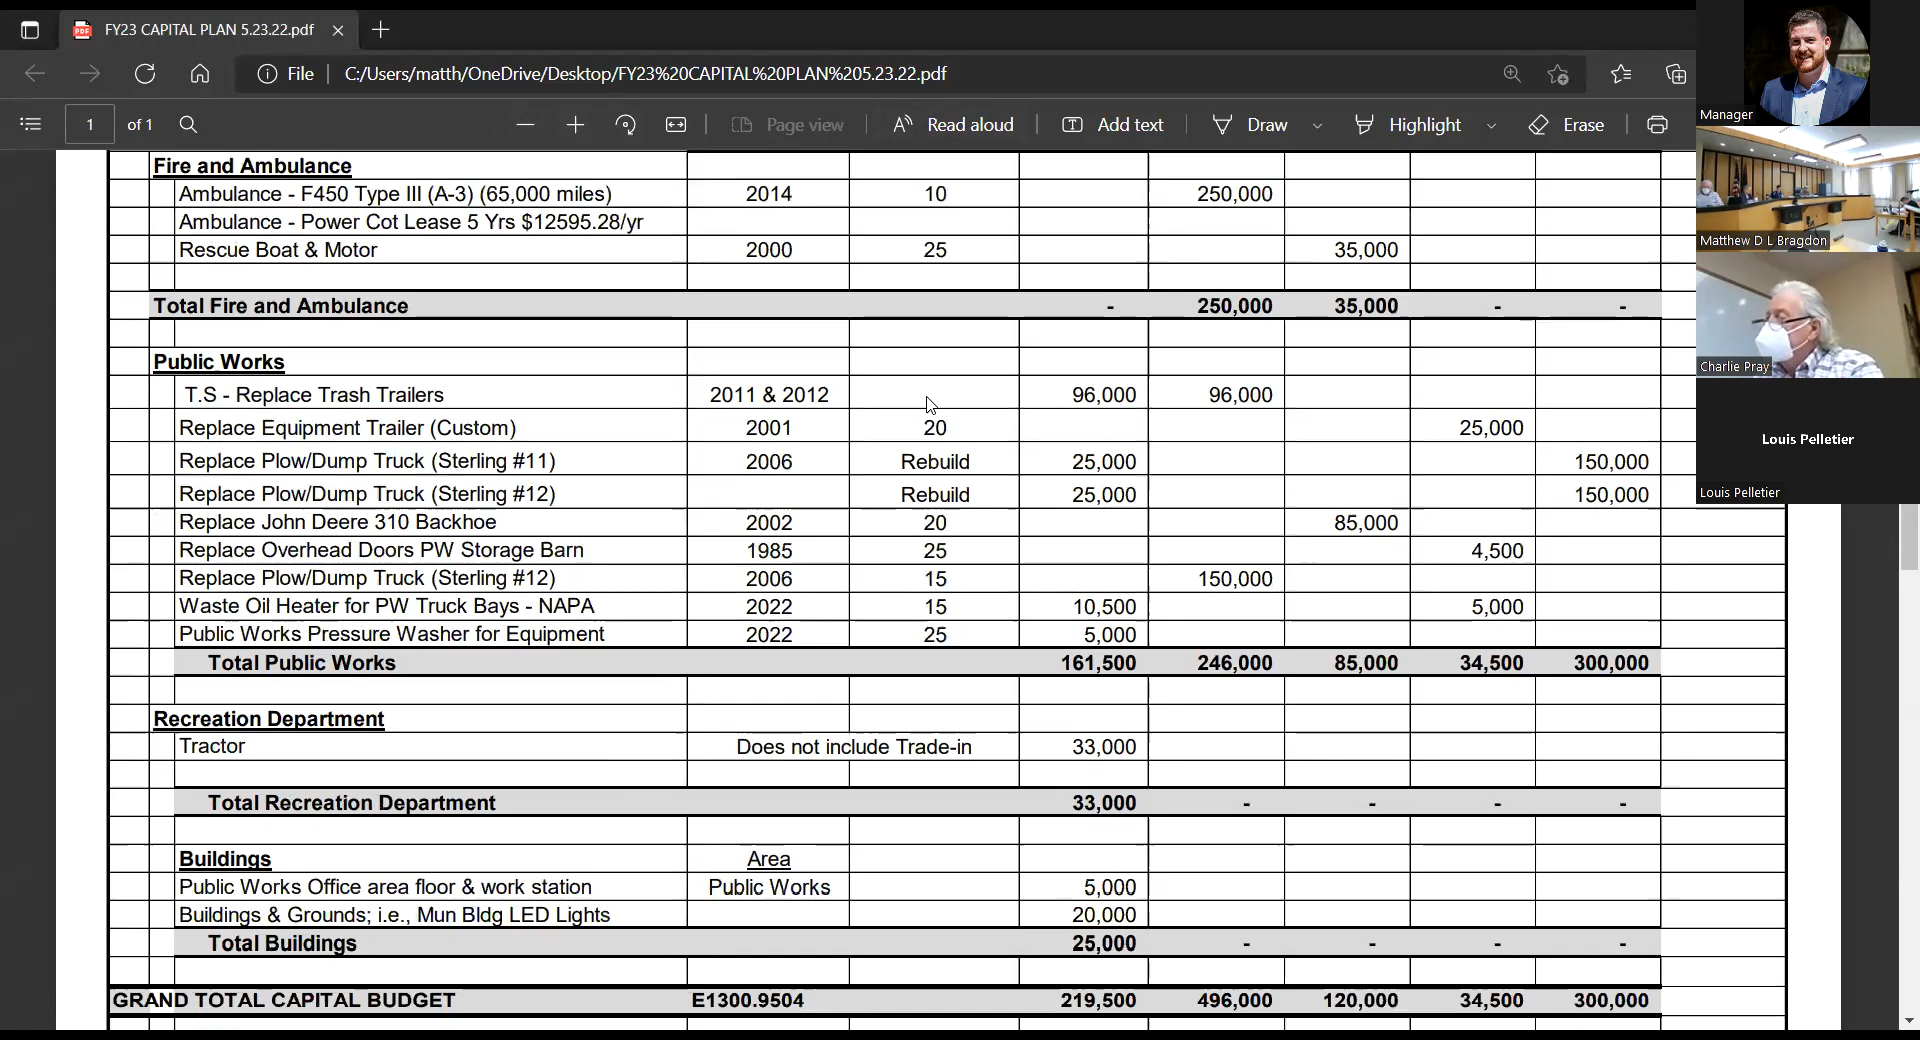 FY23 CAPITAL PLAN 5.23.22.pdf
File C:/Users/matth/OneDrive/Desktop/FY23%20CAPITAL%20PLAN%205.23.22.pdf
1 of 1 Page view Read aloud Add text Draw Highlight Erase
Manager
Matthew D L Bragdon
Charlie Pray
Louis Pelletier
Louis Pelletier
Fire and Ambulance
Ambulance - F450 Type III (A-3) (65,000 miles) 2014 10 250,000
Ambulance - Power Cot Lease 5 Yrs $12595.28/yr
Rescue Boat & Motor 2000 25 35,000
Total Fire and Ambulance - 250,000 35,000 - -
Public Works
T.S - Replace Trash Trailers 2011 & 2012 96,000 96,000
Replace Equipment Trailer (Custom) 2001 20 25,000
Replace Plow/Dump Truck (Sterling #11) 2006 Rebuild 25,000 150,000
Replace Plow/Dump Truck (Sterling #12) Rebuild 25,000 150,000
Replace John Deere 310 Backhoe 2002 20 85,000
Replace Overhead Doors PW Storage Barn 1985 25 4,500
Replace Plow/Dump Truck (Sterling #12) 2006 15 150,000
Waste Oil Heater for PW Truck Bays - NAPA 2022 15 10,500 5,000
Public Works Pressure Washer for Equipment 2022 25 5,000
Total Public Works 161,500 246,000 85,000 34,500 300,000
Recreation Department
Tractor Does not include Trade-in 33,000
Total Recreation Department 33,000 - - - -
Buildings Area
Public Works Office area floor & work station Public Works 5,000
Buildings & Grounds; i.e., Mun Bldg LED Lights 20,000
Total Buildings 25,000 - - - -
GRAND TOTAL CAPITAL BUDGET E1300.9504 219,500 496,000 120,000 34,500 300,000